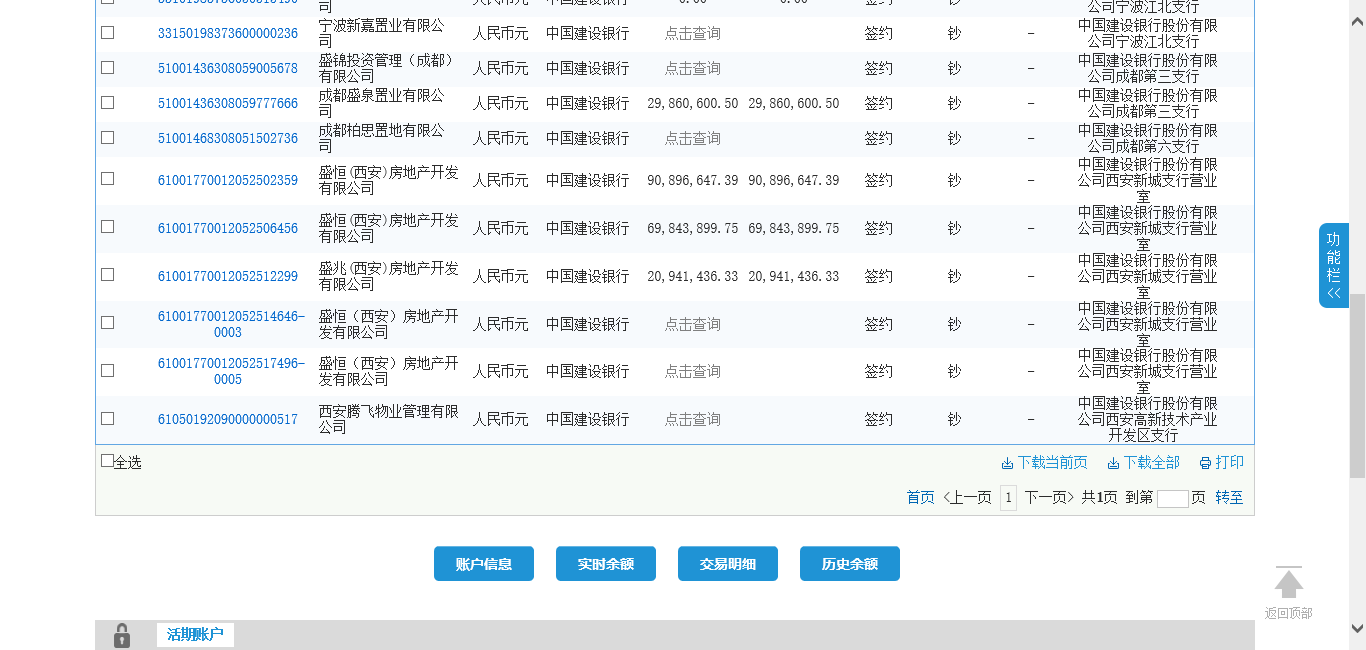 司
0.00 0.00
公司宁波江北支行
33150198373600000236 宁波新嘉置业有限公司 人民币元 中国建设银行 点击查询 签约 钞 - 中国建设银行股份有限公司宁波江北支行
51001436308059005678 盛锦投资管理（成都）有限公司 人民币元 中国建设银行 点击查询 签约 钞 - 中国建设银行股份有限公司成都第三支行
51001436308059777666 成都盛泉置业有限公司 人民币元 中国建设银行 29,860,600.50 29,860,600.50 签约 钞 - 中国建设银行股份有限公司成都第三支行
51001468308051502736 成都柏思置地有限公司 人民币元 中国建设银行 点击查询 签约 钞 - 中国建设银行股份有限公司成都第六支行
61001770012052502359 盛恒(西安)房地产开发有限公司 人民币元 中国建设银行 90,896,647.39 90,896,647.39 签约 钞 - 中国建设银行股份有限公司西安新城支行营业室
61001770012052506456 盛恒(西安)房地产开发有限公司 人民币元 中国建设银行 69,843,899.75 69,843,899.75 签约 钞 - 中国建设银行股份有限公司西安新城支行营业室
61001770012052512299 盛兆(西安)房地产开发有限公司 人民币元 中国建设银行 20,941,436.33 20,941,436.33 签约 钞 - 中国建设银行股份有限公司西安新城支行营业室
61001770012052514646-0003 盛恒（西安）房地产开发有限公司 人民币元 中国建设银行 点击查询 签约 钞 - 中国建设银行股份有限公司西安新城支行营业室
61001770012052517496-0005 盛恒（西安）房地产开发有限公司 人民币元 中国建设银行 点击查询 签约 钞 - 中国建设银行股份有限公司西安新城支行营业室
61050192090000000517 西安腾飞物业管理有限公司 人民币元 中国建设银行 点击查询 签约 钞 - 中国建设银行股份有限公司西安高新技术产业开发区支行
全选 下载当前页 下载全部 打印
首页 <上一页 1 下一页> 共1页 到第 页 转至
账户信息 实时余额 交易明细 历史余额
活期账户
功能栏<<
返回顶部